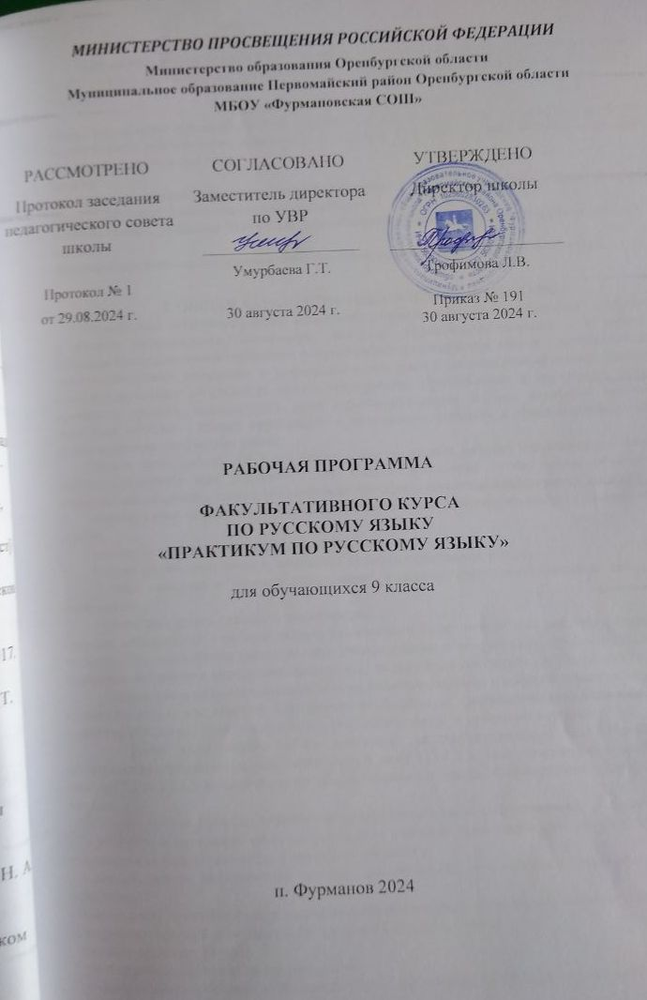 МИНИСТЕРСТВО ПРОСВЕЩЕНИЯ РОССИЙСКОЙ ФЕДЕРАЦИИ
Министерство образования Оренбургской области
Муниципальное образование Первомайский район Оренбургской области
МБОУ «Фурмановская СОШ»
РАССМОТРЕНО
Протокол заседания
педагогического совета
школы
Протокол № 1
от 29.08.2024 г.
СОГЛАСОВАНО
Заместитель директора
по УВР
Умурбаева Г.Т.
30 августа 2024 г.
УТВЕРЖДЕНО
Директор школы
Трофимова Л.В.
Приказ № 191
30 августа 2024 г.
РАБОЧАЯ ПРОГРАММА
ФАКУЛЬТАТИВНОГО КУРСА
ПО РУССКОМУ ЯЗЫКУ
«ПРАКТИКУМ ПО РУССКОМУ ЯЗЫКУ»
для обучающихся 9 класса
17.
Т.
Н. А
ком
п. Фурманов 2024